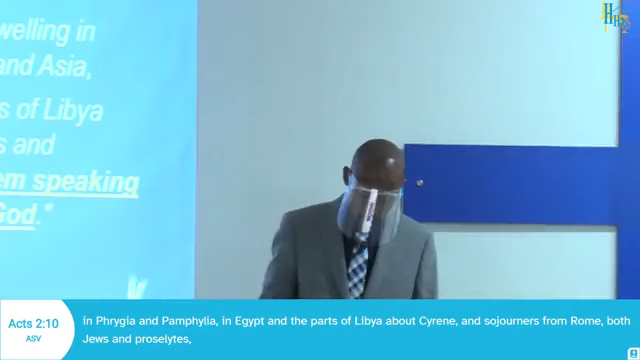 welling in
and Asia,
s of Libya
s and
em speaking
God."
Acts 2:10
ASV
in Phrygia and Pamphylia, in Egypt and the parts of Libya about Cyrene, and sojourners from Rome, both
Jews and proselytes,